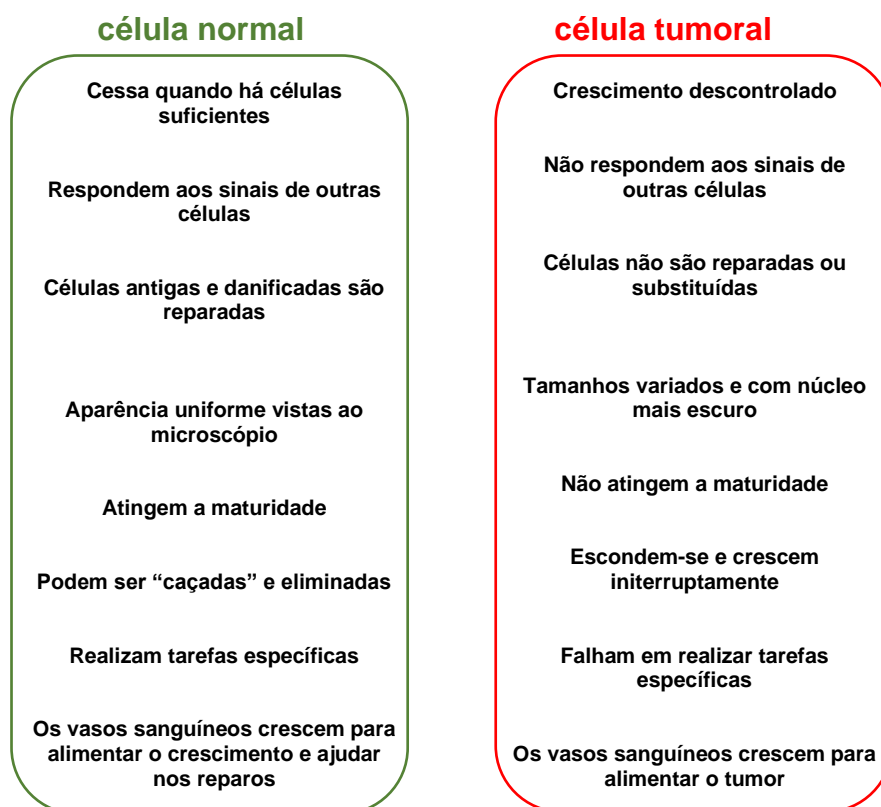 célula normal
Cessa quando há células
suficientes
Respondem aos sinais de outras
células
Células antigas e danificadas são
reparadas
Aparência uniforme vistas ao
microscópio
Atingem a maturidade
Podem ser “caçadas” e eliminadas
Realizam tarefas específicas
Os vasos sanguíneos crescem para
alimentar o crescimento e ajudar
nos reparos
célula tumoral
Crescimento descontrolado
Não respondem aos sinais de
outras células
Células não são reparadas ou
substituídas
Tamanhos variados e com núcleo
mais escuro
Não atingem a maturidade
Escondem-se e crescem
initerruptamente
Falham em realizar tarefas
específicas
Os vasos sanguíneos crescem para
alimentar o tumor